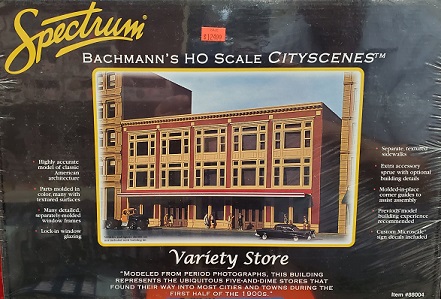 Spectrum
BACHMANN'S HO SCALE CITYSCENES™
Highly accurate
model of classic
American
architecture
Parts molded in
color, many with
textured surfaces
Many detailed,
separately-molded
window frames
Lock-in window
glazing
Separate, textured
sidewalks
Extra accessory
sprue with optional
building details
Molded-in-place
corner guides to
assist assembly
Previous model
building experience
recommended
Custom Microscale
sign decals included
Variety Store
"MODELED FROM PERIOD PHOTOGRAPHS, THIS BUILDING
REPRESENTS THE UBIQUITOUS FIVE-AND-DIME STORES THAT
FOUND THEIR WAY INTO MOST CITIES AND TOWNS DURING THE
FIRST HALF OF THE 1900s."
Item #88004